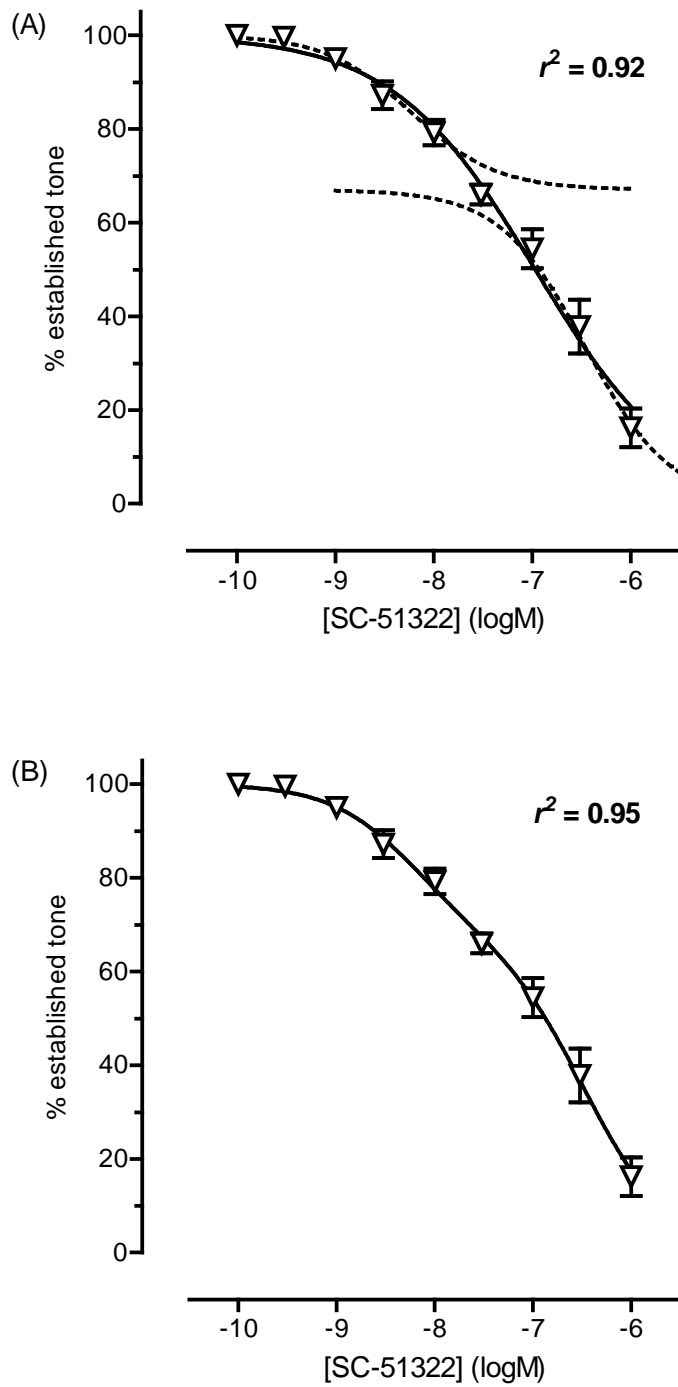 (A)
r² = 0.92
100
80
60
40
20
0
% established tone
-10
-9
-8
-7
-6
[SC-51322] (logM)
(B)
r² = 0.95
100
80
60
40
20
0
% established tone
-10
-9
-8
-7
-6
[SC-51322] (logM)